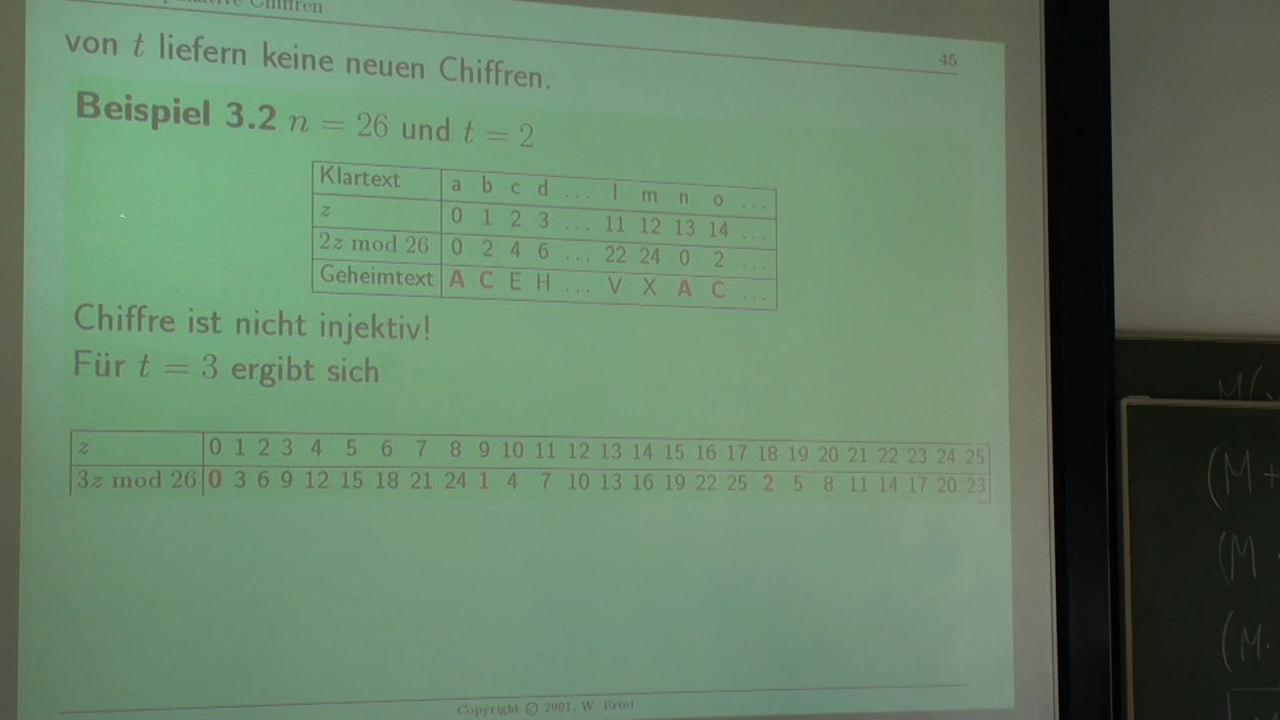 Chiffren
45
von t liefern keine neuen Chiffren.
Beispiel 3.2 n = 26 und t = 2
Klartext a b c d ... l m n o ...
z 0 1 2 3 ... 11 12 13 14 ...
2z mod 26 0 2 4 6 ... 22 24 0 2 ...
Geheimtext A C E H ... V X A C ...
Chiffre ist nicht injektiv!
Für t = 3 ergibt sich
z 0 1 2 3 4 5 6 7 8 9 10 11 12 13 14 15 16 17 18 19 20 21 22 23 24 25
3z mod 26 0 3 6 9 12 15 18 21 24 1 4 7 10 13 16 19 22 25 2 5 8 11 14 17 20 23
Copyright © 2001, W. Ertel
(M +
(M
(M.